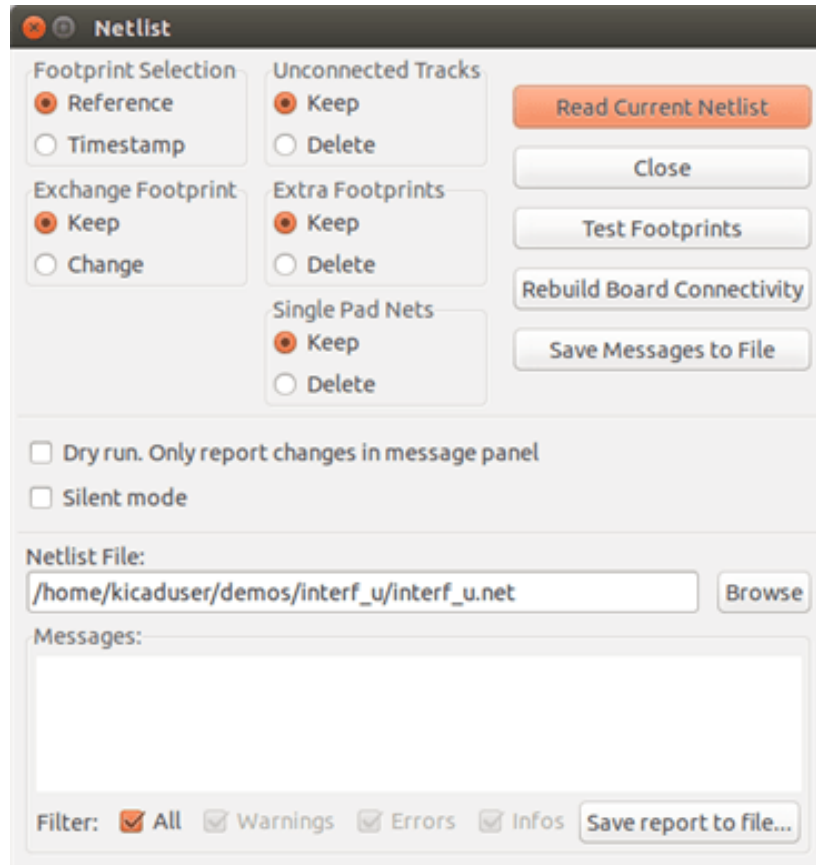 Netlist
Footprint Selection
Reference
Timestamp
Unconnected Tracks
Keep
Delete
Exchange Footprint
Keep
Change
Extra Footprints
Keep
Delete
Single Pad Nets
Keep
Delete
Read Current Netlist
Close
Test Footprints
Rebuild Board Connectivity
Save Messages to File
Dry run. Only report changes in message panel
Silent mode
Netlist File:
/home/kicaduser/demos/interf_u/interf_u.net
Browse
Messages:
Filter: All Warnings Errors Infos Save report to file...